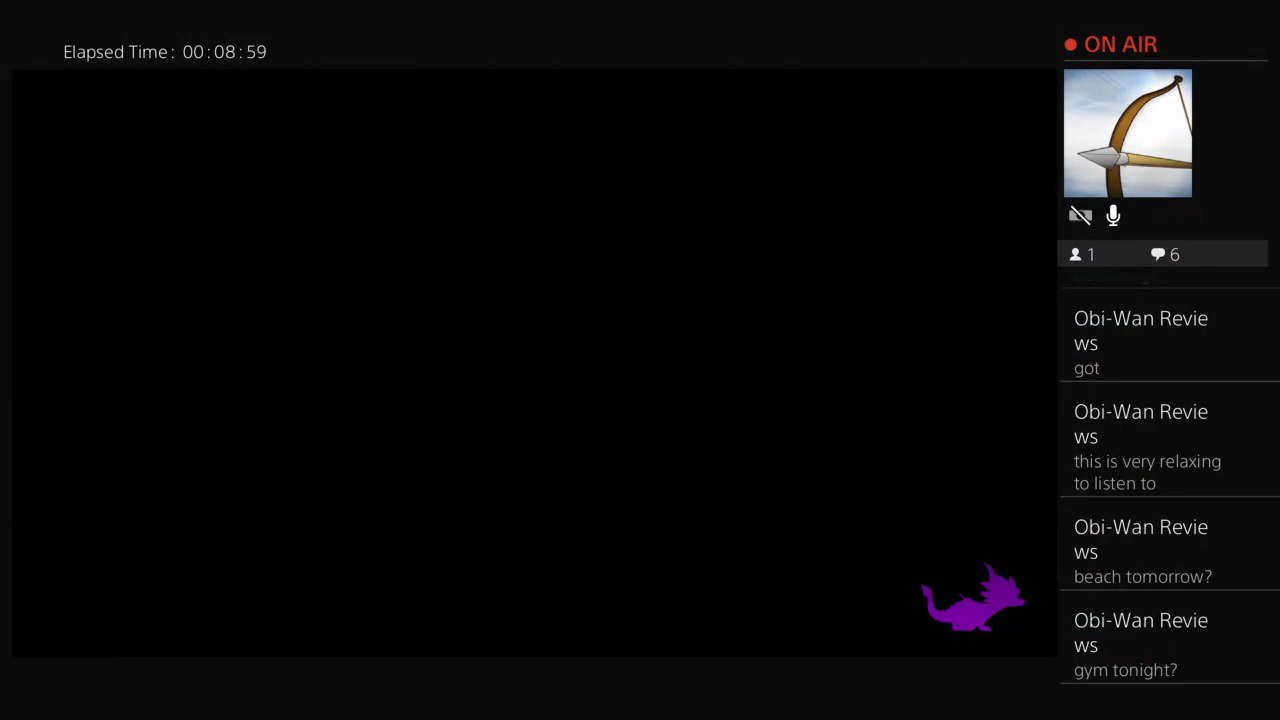 Elapsed Time: 00:08:59
ON AIR
1 6
Obi-Wan Revie
ws
got
Obi-Wan Revie
ws
this is very relaxing
to listen to
Obi-Wan Revie
ws
beach tomorrow?
Obi-Wan Revie
ws
gym tonight?